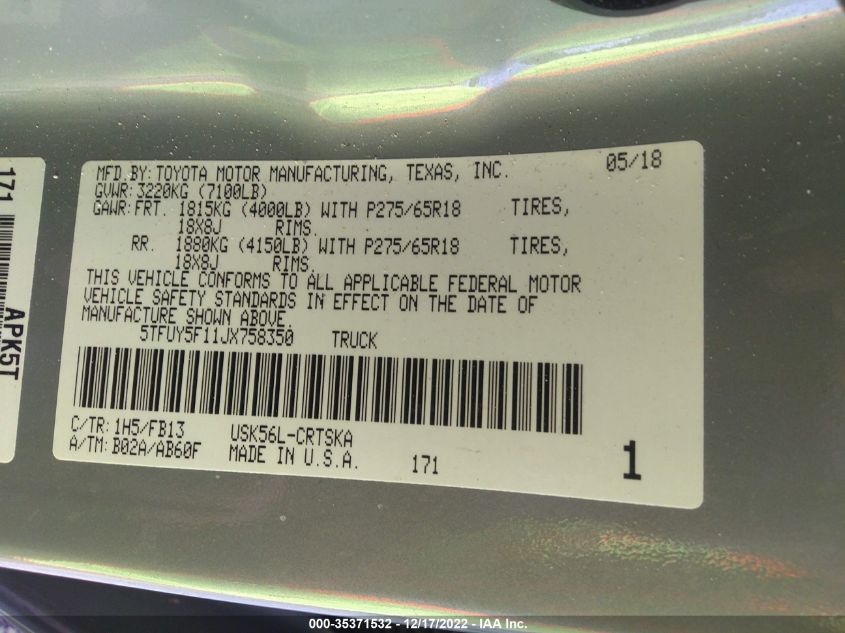 MFD.BY:TOYOTA MOTOR MANUFACTURING, TEXAS, INC. 05/18
GVWR:3220KG (7100LB)
GAWR:FRT. 1815KG (4000LB) WITH P275/65R18 TIRES,
18X8J RIMS.
RR. 1880KG (4150LB) WITH P275/65R18 TIRES,
18X8J RIMS.
THIS VEHICLE CONFORMS TO ALL APPLICABLE FEDERAL MOTOR
VEHICLE SAFETY STANDARDS IN EFFECT ON THE DATE OF
MANUFACTURE SHOWN ABOVE.
5TFUY5F11JX758350 TRUCK
C/TR:1H5/FB13 USK56L-CRTSKA
A/TM:B02A/AB60F MADE IN U.S.A. 171 1
171 APK5T
000-35371532 - 12/17/2022 - IAA Inc.